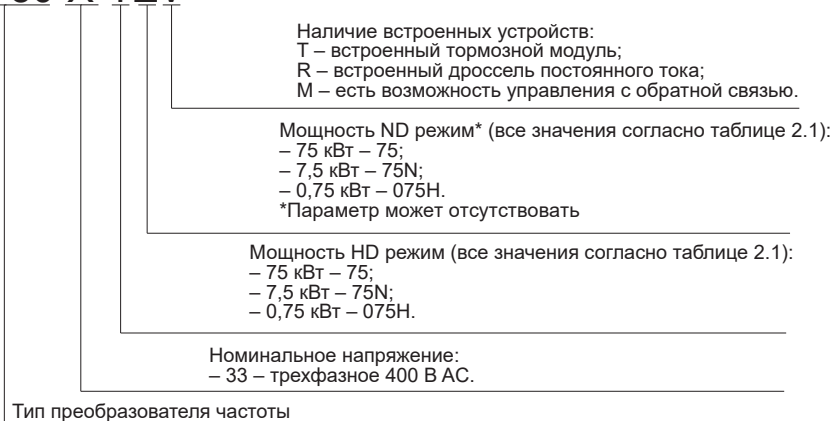 Наличие встроенных устройств:
T – встроенный тормозной модуль;
R – встроенный дроссель постоянного тока;
M – есть возможность управления с обратной связью.
Мощность ND режим* (все значения согласно таблице 2.1):
– 75 кВт – 75;
– 7,5 кВт – 75N;
– 0,75 кВт – 075H.
*Параметр может отсутствовать
Мощность HD режим (все значения согласно таблице 2.1):
– 75 кВт – 75;
– 7,5 кВт – 75N;
– 0,75 кВт – 075H.
Номинальное напряжение:
– 33 – трехфазное 400 В AC.
Тип преобразователя частоты